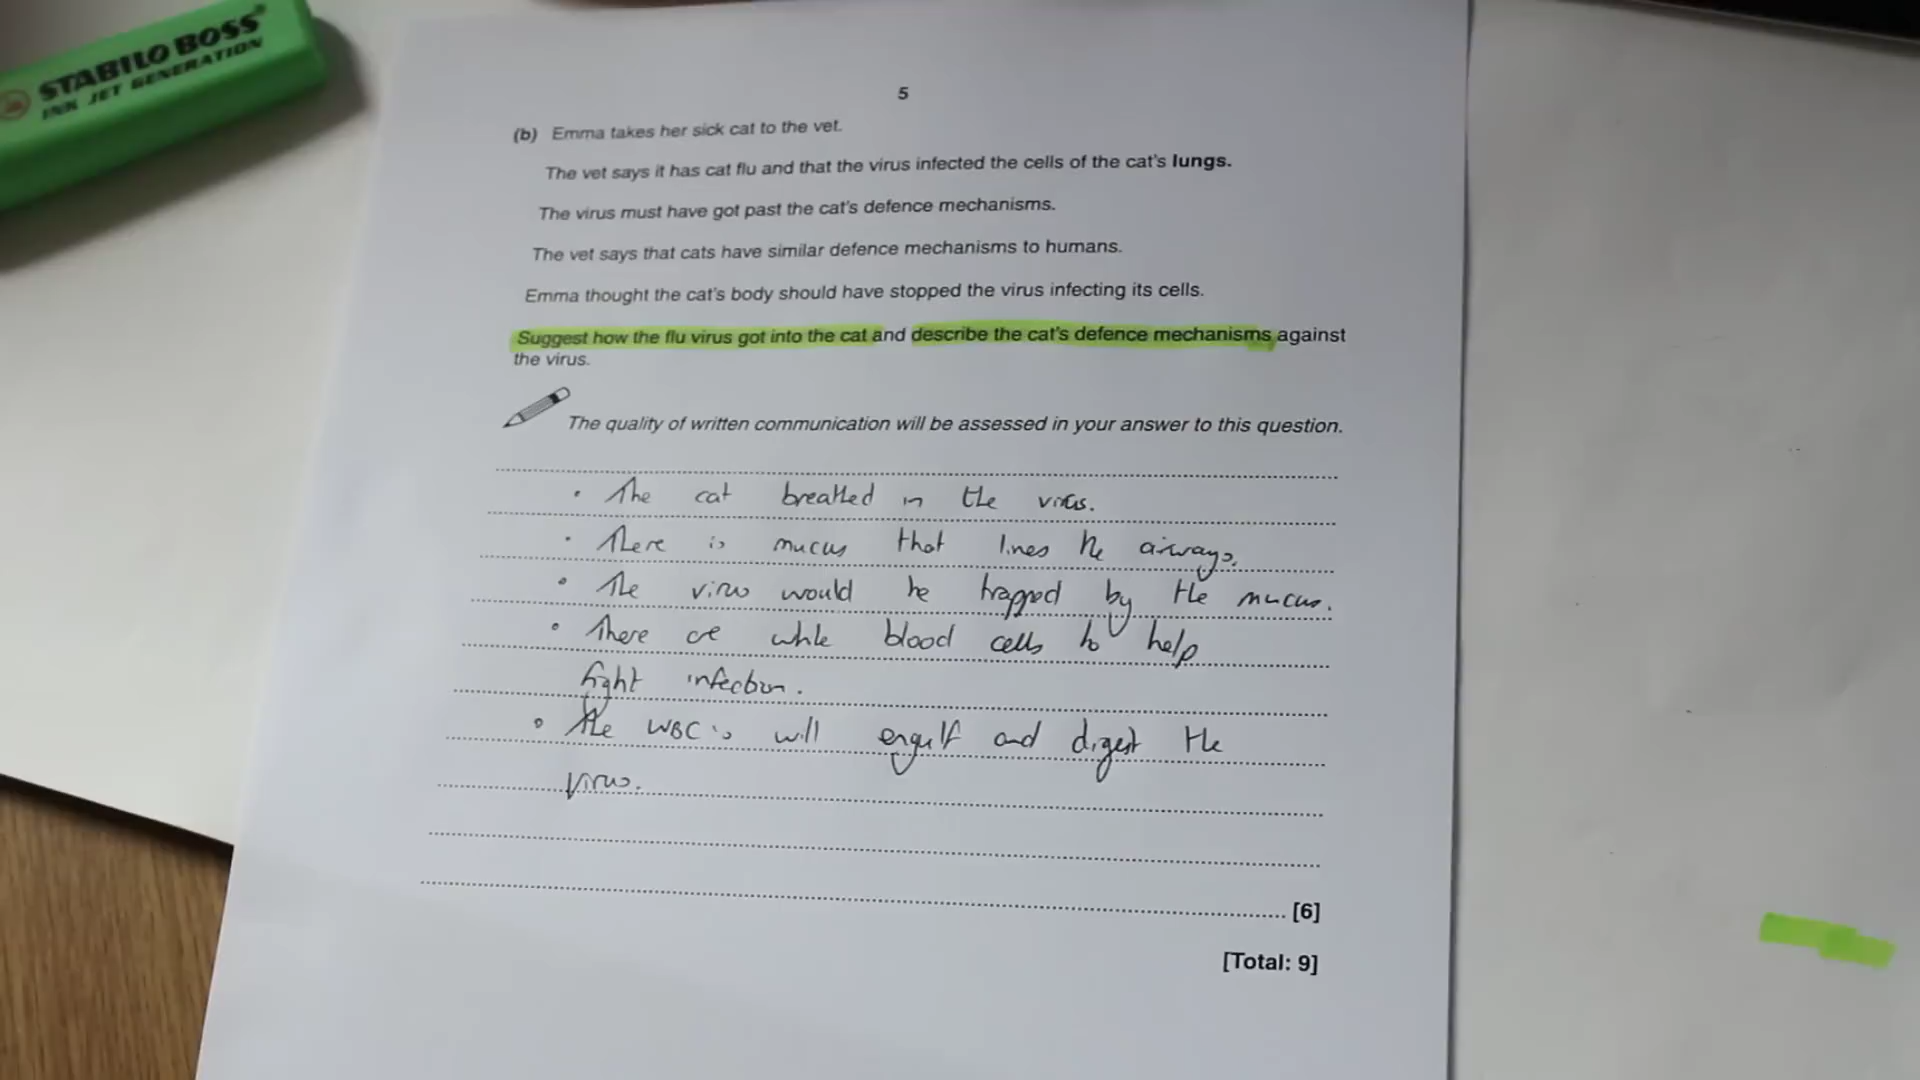 STABILO BOSS
INK JET GENERATION
5
(b) Emma takes her sick cat to the vet.
The vet says it has cat flu and that the virus infected the cells of the cat's lungs.
The virus must have got past the cat's defence mechanisms.
The vet says that cats have similar defence mechanisms to humans.
Emma thought the cat's body should have stopped the virus infecting its cells.
Suggest how the flu virus got into the cat and describe the cat's defence mechanisms against
the virus.
The quality of written communication will be assessed in your answer to this question.
• The cat breathed in the virus.
• There is mucus that lines the airways.
• The virus would be trapped by the mucus.
• There are white blood cells to help
fight infection.
• The WBC's will engulf and digest the
virus.
[6]
[Total: 9]